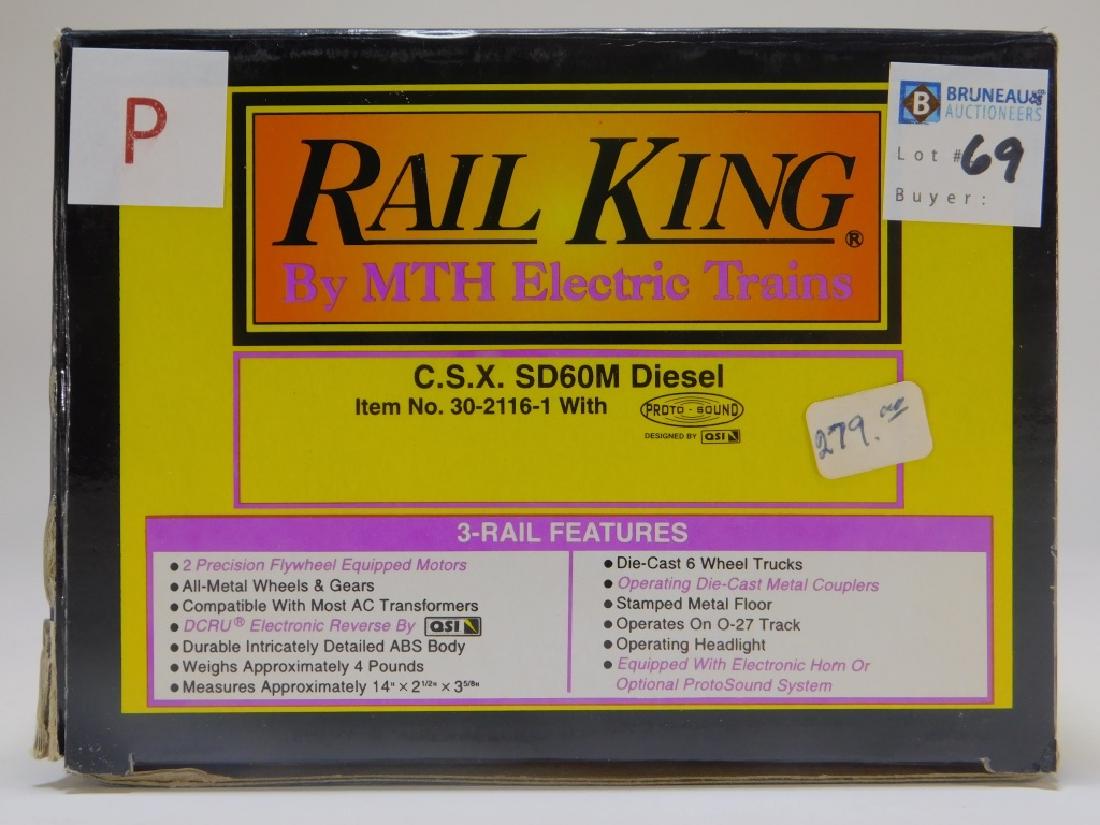 P
B BRUNEAU&CO
AUCTIONEERS
Lot # 69
Buyer:
RAIL KING®
By MTH Electric Trains
C.S.X. SD60M Diesel
Item No. 30-2116-1 With PROTO-SOUND
DESIGNED BY QSI
279.00
3-RAIL FEATURES
• 2 Precision Flywheel Equipped Motors
• All-Metal Wheels & Gears
• Compatible With Most AC Transformers
• DCRU® Electronic Reverse By QSI
• Durable Intricately Detailed ABS Body
• Weighs Approximately 4 Pounds
• Measures Approximately 14" x 2 1/2" x 3 5/8"
• Die-Cast 6 Wheel Trucks
• Operating Die-Cast Metal Couplers
• Stamped Metal Floor
• Operates On O-27 Track
• Operating Headlight
• Equipped With Electronic Horn Or
Optional ProtoSound System